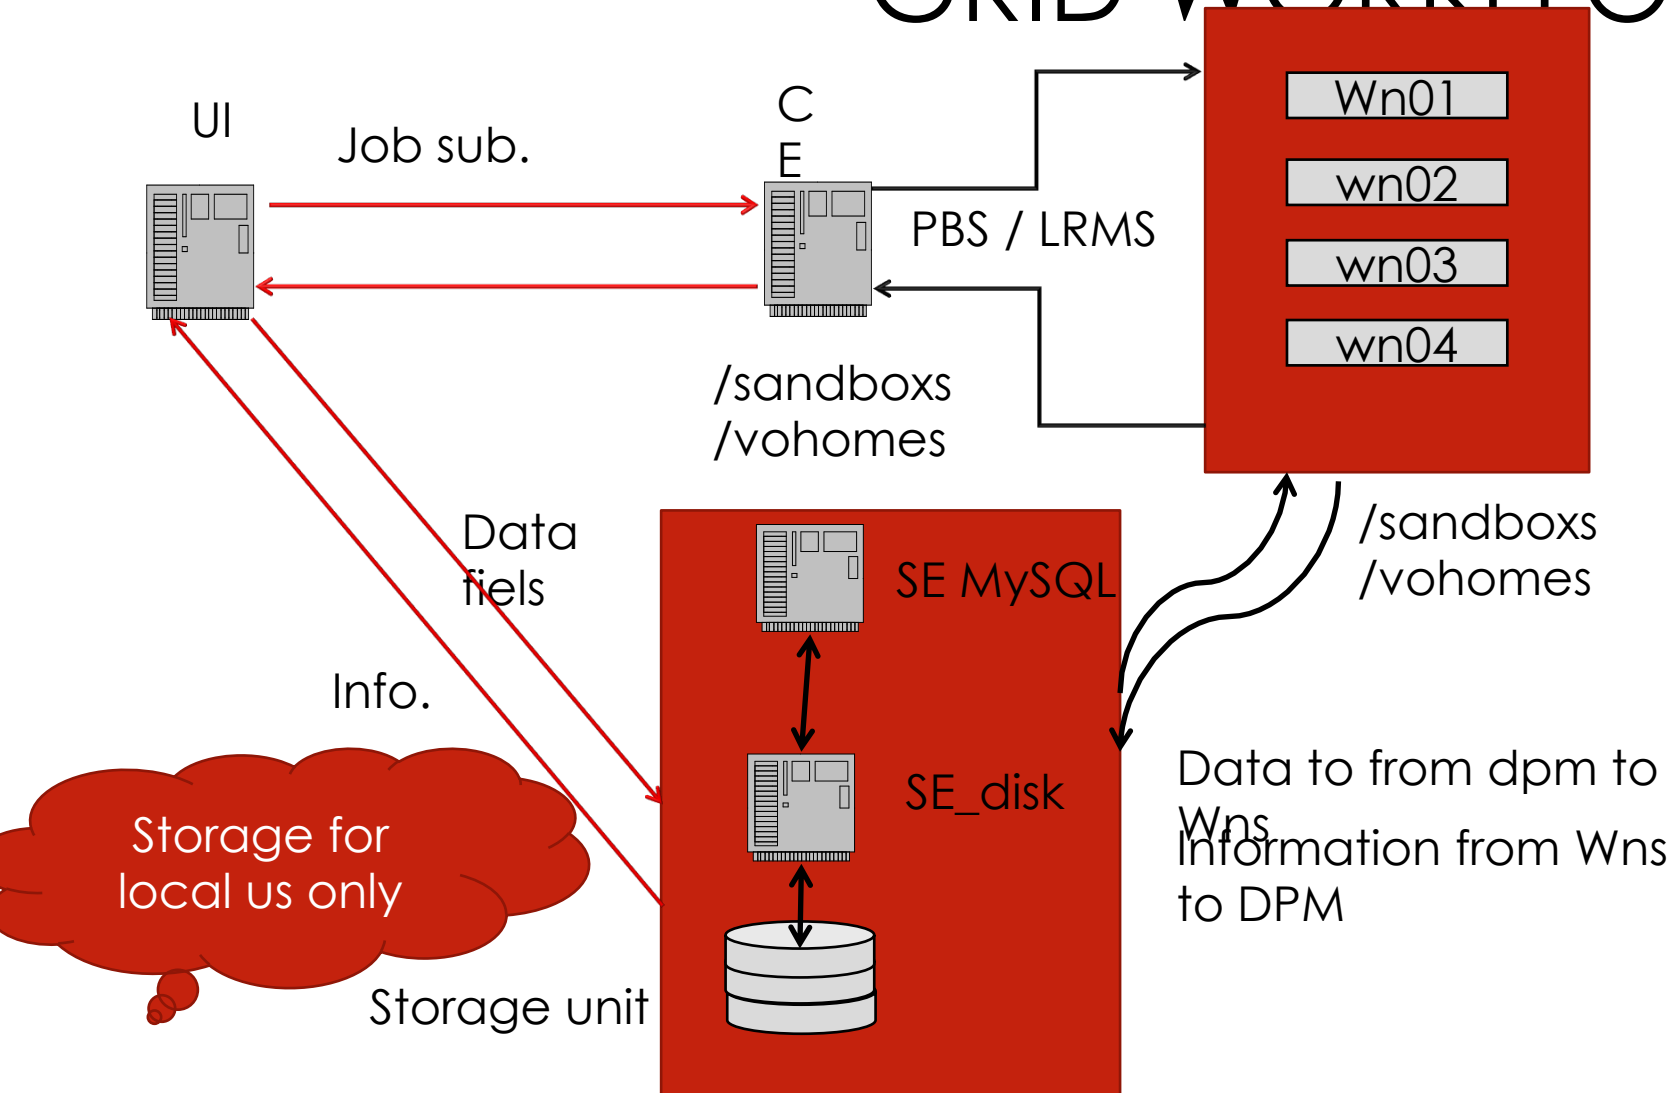 GRID
UI
Job sub.
C
E
PBS / LRMS
Wn01
wn02
wn03
wn04
/sandboxs
/vohomes
/sandboxs
/vohomes
Data
fiels
Info.
SE MySQL
SE_disk
Storage for
local us only
Storage unit
Data to from dpm to
Wns
Information from Wns
to DPM